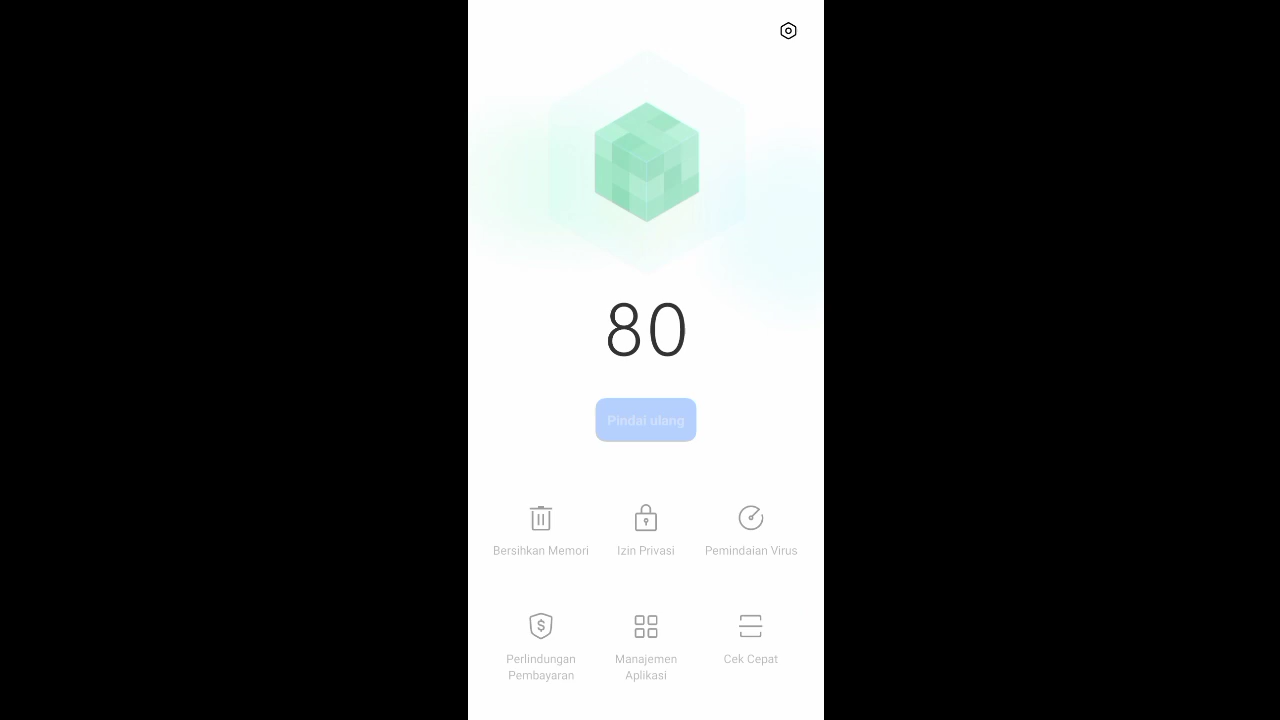 80
Pindai ulang
Bersihkan Memori
Izin Privasi
Pemindaian Virus
Perlindungan
Pembayaran
Manajemen
Aplikasi
Cek Cepat